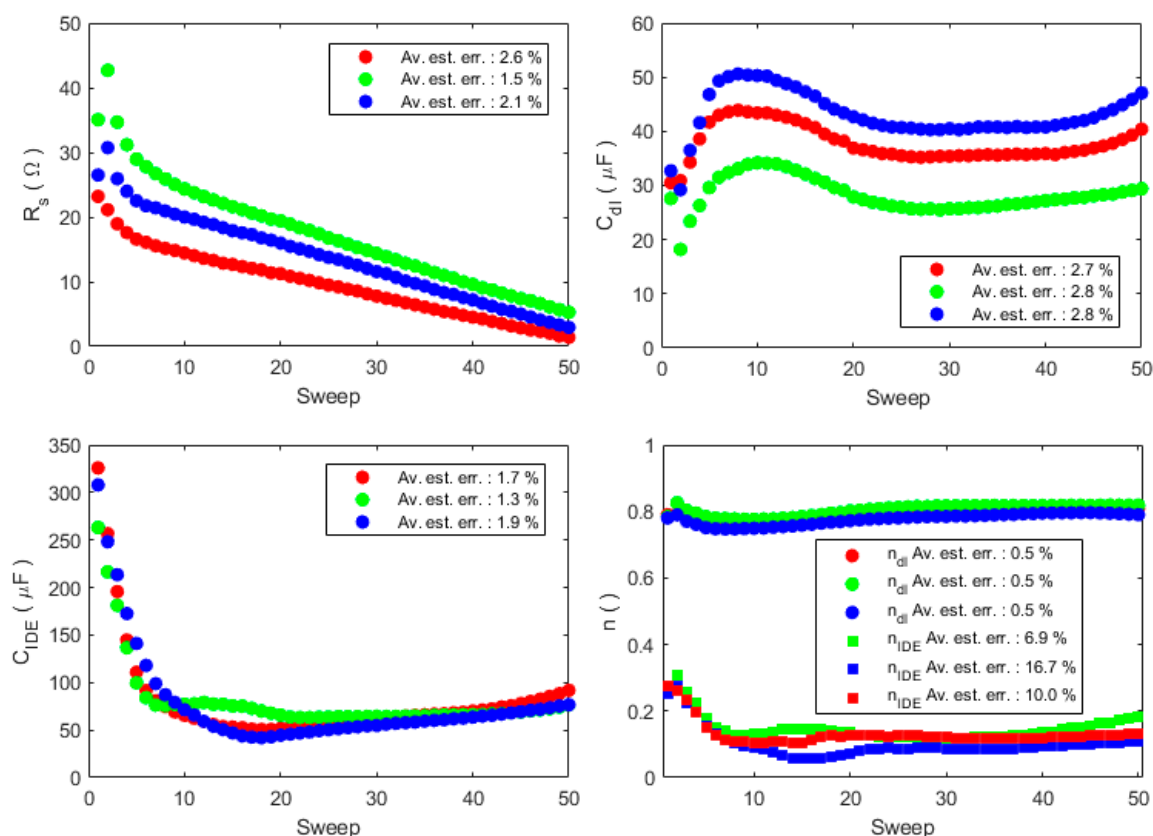 50
40
30
20
10
0
R_s ( Ω )
Av. est. err. : 2.6 %
Av. est. err. : 1.5 %
Av. est. err. : 2.1 %
0 10 20 30 40 50
Sweep
60
50
40
30
20
10
0
C_dl ( μF )
Av. est. err. : 2.7 %
Av. est. err. : 2.8 %
Av. est. err. : 2.8 %
0 10 20 30 40 50
Sweep
350
300
250
200
150
100
50
0
C_IDE ( μF )
Av. est. err. : 1.7 %
Av. est. err. : 1.3 %
Av. est. err. : 1.9 %
0 10 20 30 40 50
Sweep
1
0.8
0.6
0.4
0.2
0
n ( )
n_dl Av. est. err. : 0.5 %
n_dl Av. est. err. : 0.5 %
n_dl Av. est. err. : 0.5 %
n_IDE Av. est. err. : 6.9 %
n_IDE Av. est. err. : 16.7 %
n_IDE Av. est. err. : 10.0 %
0 10 20 30 40 50
Sweep